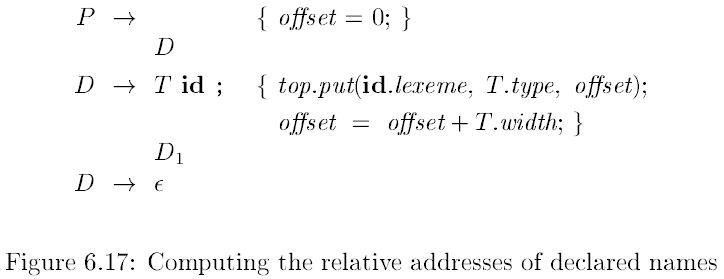 P → { offset = 0; }
D
D → T id ; { top.put(id.lexeme, T.type, offset);
offset = offset + T.width; }
D₁
D → ϵ
Figure 6.17: Computing the relative addresses of declared names